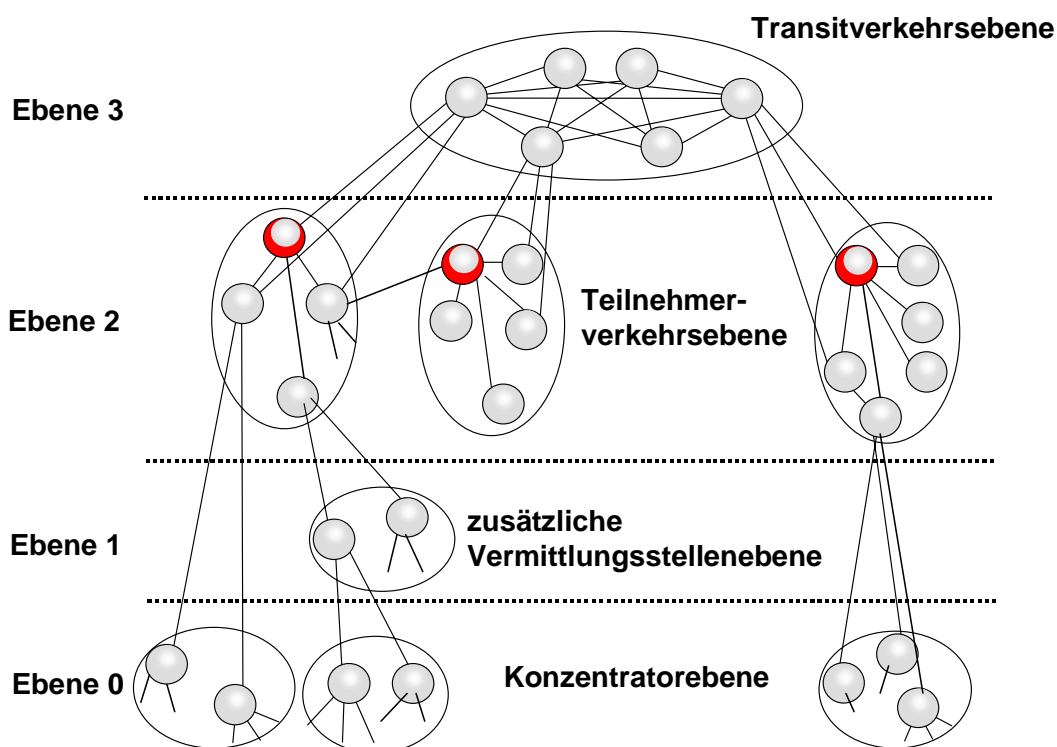 Transitverkehrsebene
Ebene 3
Ebene 2
Teilnehmer-
verkehrsebene
Ebene 1
zusätzliche
Vermittlungsstellenebene
Ebene 0
Konzentratorebene